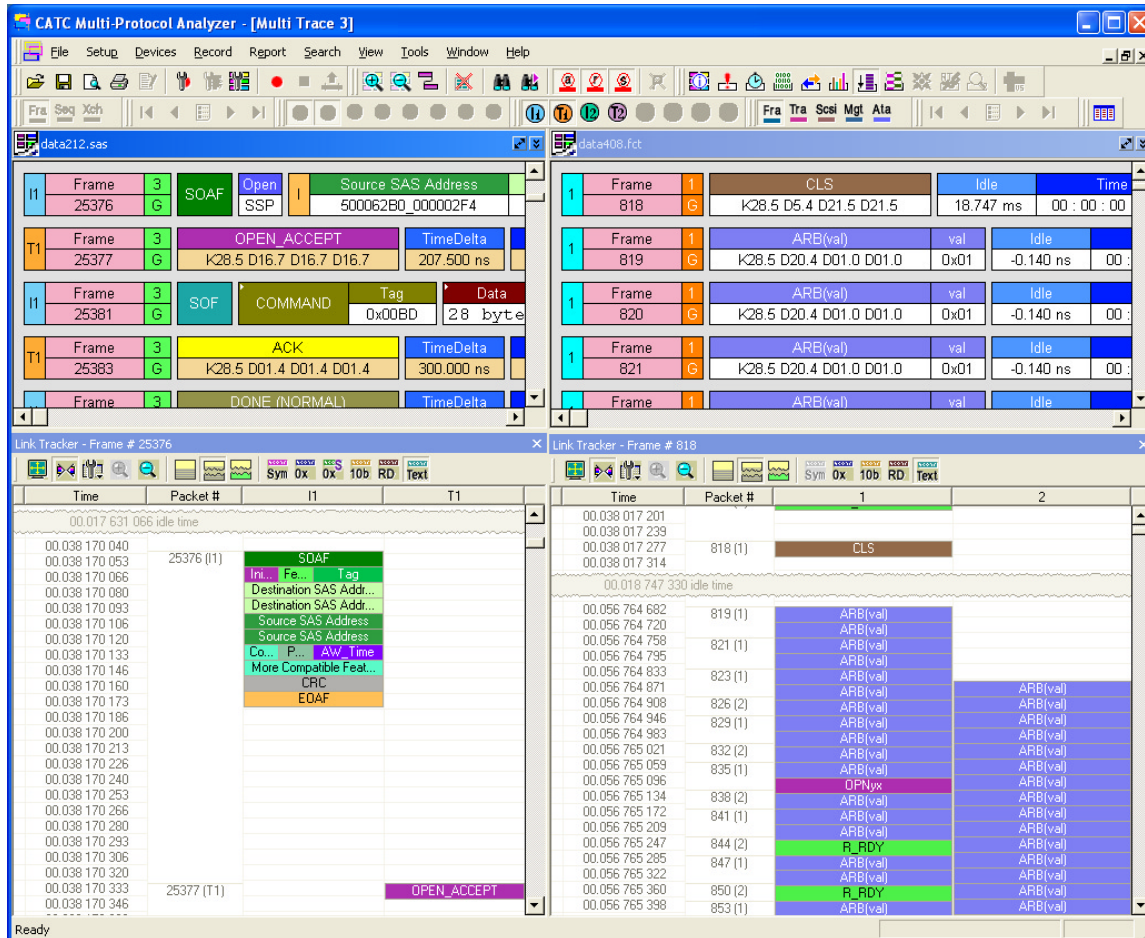 CATC Multi-Protocol Analyzer - [Multi Trace 3]
File Setup Devices Record Report Search View Tools Window Help
Fra Seq Xch I1 T1 I2 T2 Fra Tra Scsi Mgt Ata
data212.sas
I1 Frame 3 SOAF Open I Source SAS Address
25376 G SSP 500062B0_000002F4
T1 Frame 3 OPEN_ACCEPT TimeDelta
25377 G K28.5 D16.7 D16.7 D16.7 207.500 ns
I1 Frame 3 SOF COMMAND Tag Data
25381 G 0x00BD 28 byte
T1 Frame 3 ACK TimeDelta
25383 G K28.5 D01.4 D01.4 D01.4 300.000 ns
Frame 3 DONE (NORMAL) TimeDelta
data408.fct
1 Frame 1 CLS Idle Time
818 G K28.5 D5.4 D21.5 D21.5 18.747 ms 00 : 00 : 00
1 Frame 1 ARB(val) val Idle
819 G K28.5 D20.4 D01.0 D01.0 0x01 -0.140 ns 00 :
1 Frame 1 ARB(val) val Idle
820 G K28.5 D20.4 D01.0 D01.0 0x01 -0.140 ns 00 :
1 Frame 1 ARB(val) val Idle
821 G K28.5 D20.4 D01.0 D01.0 0x01 -0.140 ns 00 :
Frame 1 ARB(val) val Idle
Link Tracker - Frame # 25376
Sym 0x 0x S 10b RD Text
Time Packet # I1 T1
00.017 631 066 idle time
00.038 170 040
00.038 170 053 25376 (I1) SOAF
00.038 170 066 Ini... Fe... Tag
00.038 170 080 Destination SAS Addr...
00.038 170 093 Destination SAS Addr...
00.038 170 106 Source SAS Address
00.038 170 120 Source SAS Address
00.038 170 133 Co... P... AW_Time
00.038 170 146 More Compatible Feat...
00.038 170 160 CRC
00.038 170 173 EOAF
00.038 170 186
00.038 170 200
00.038 170 213
00.038 170 226
00.038 170 240
00.038 170 253
00.038 170 266
00.038 170 280
00.038 170 293
00.038 170 306
00.038 170 320
00.038 170 333 25377 (T1) OPEN_ACCEPT
00.038 170 346
Link Tracker - Frame # 818
Sym 0x 10b RD Text
Time Packet # 1 2
00.038 017 201
00.038 017 239
00.038 017 277 818 (1) CLS
00.038 017 314
00.018 747 330 idle time
00.056 764 682 819 (1) ARB(val)
00.056 764 720 ARB(val)
00.056 764 758 821 (1) ARB(val)
00.056 764 795 ARB(val)
00.056 764 833 823 (1) ARB(val)
00.056 764 871 ARB(val) ARB(val)
00.056 764 908 826 (2) ARB(val) ARB(val)
00.056 764 946 829 (1) ARB(val) ARB(val)
00.056 764 983 ARB(val) ARB(val)
00.056 765 021 832 (2) ARB(val) ARB(val)
00.056 765 059 835 (1) ARB(val) ARB(val)
00.056 765 096 OPNyx ARB(val)
00.056 765 134 838 (2) ARB(val) ARB(val)
00.056 765 172 841 (1) ARB(val) ARB(val)
00.056 765 209 ARB(val) ARB(val)
00.056 765 247 844 (2) R_RDY ARB(val)
00.056 765 285 847 (1) ARB(val) ARB(val)
00.056 765 322 ARB(val) ARB(val)
00.056 765 360 850 (2) R_RDY ARB(val)
00.056 765 398 853 (1) ARB(val) ARB(val)
Ready